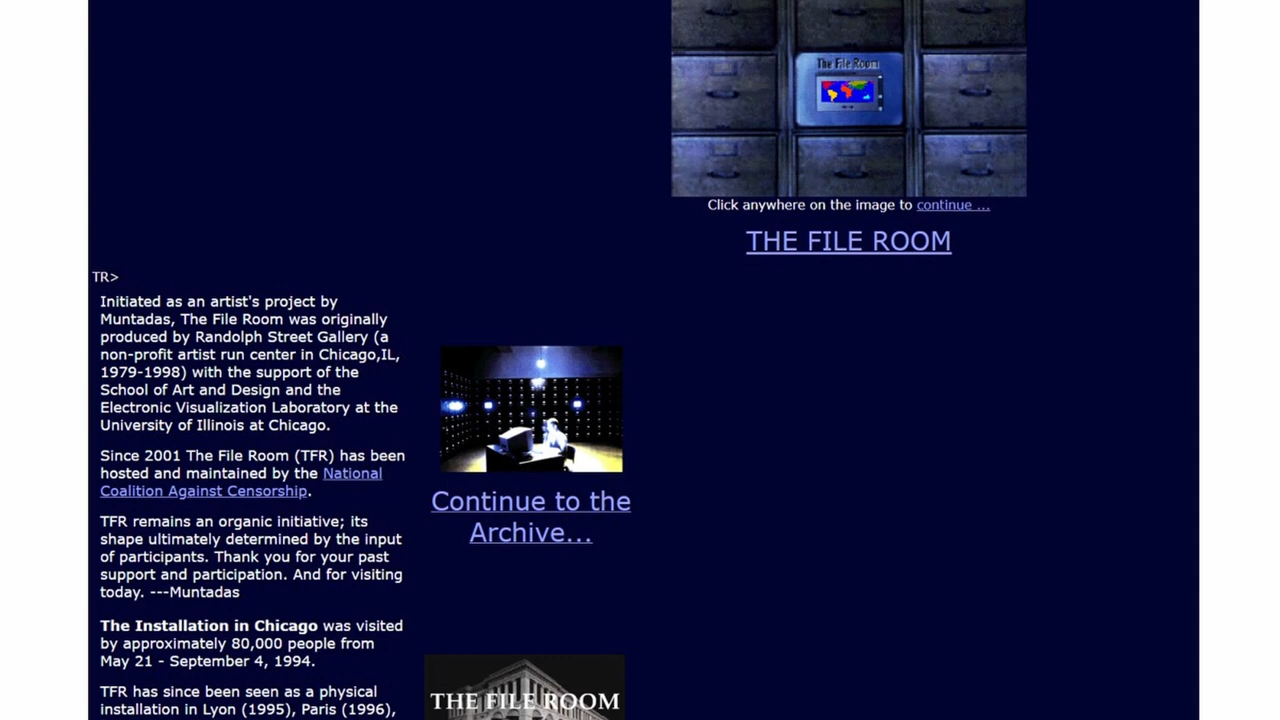 The File Room
Click anywhere on the image to continue ...
THE FILE ROOM
TR>
Initiated as an artist's project by
Muntadas, The File Room was originally
produced by Randolph Street Gallery (a
non-profit artist run center in Chicago,IL,
1979-1998) with the support of the
School of Art and Design and the
Electronic Visualization Laboratory at the
University of Illinois at Chicago.
Since 2001 The File Room (TFR) has been
hosted and maintained by the National
Coalition Against Censorship.
TFR remains an organic initiative; its
shape ultimately determined by the input
of participants. Thank you for your past
support and participation. And for visiting
today. ---Muntadas
The Installation in Chicago was visited
by approximately 80,000 people from
May 21 - September 4, 1994.
TFR has since been seen as a physical
installation in Lyon (1995), Paris (1996),
Continue to the
Archive...
THE FILE ROOM